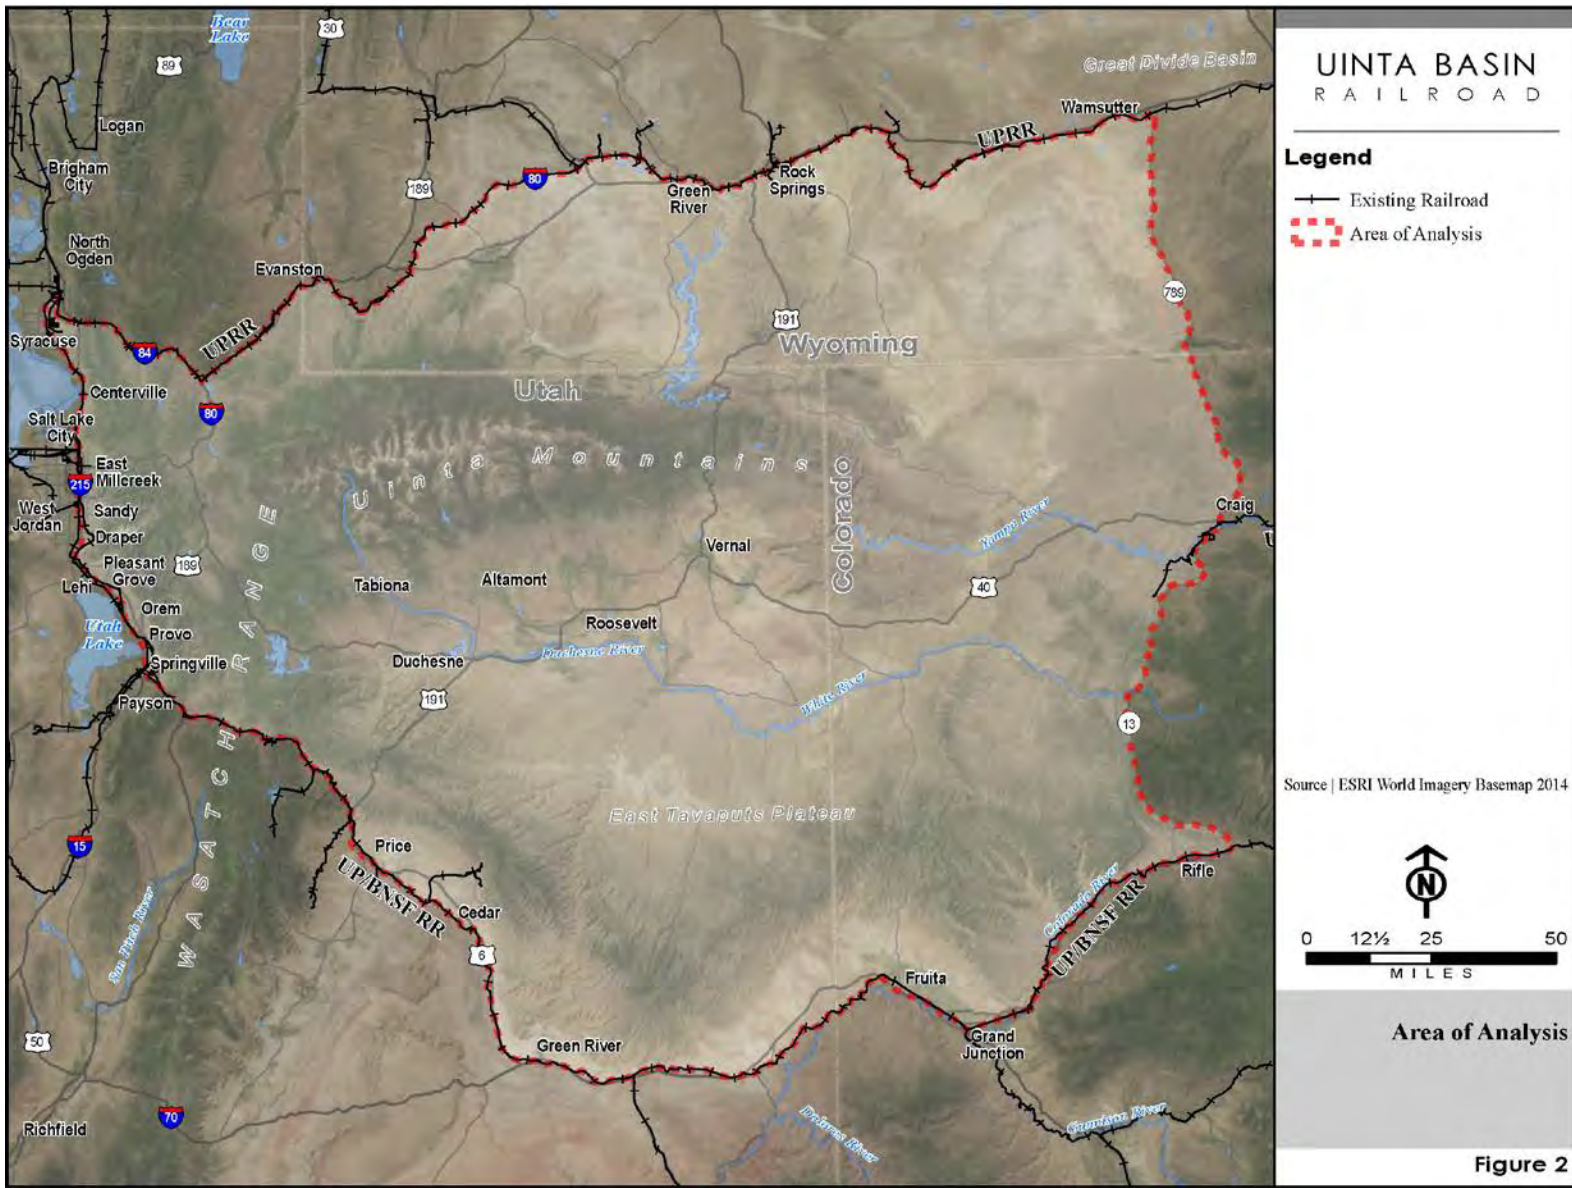 Bear
Lake
30
89
Great Divide Basin
Wamsutter
UPRR
Logan
Brigham
City
189
80
Green
River
Rock
Springs
North
Ogden
Evanston
789
UPRR
191
Wyoming
Syracuse
84
Utah
Centerville
80
Salt Lake
City
East
Millcreek
215
Uinta Mountains
Colorado
West
Jordan
Sandy
Draper
Craig
Yampa River
Pleasant
Grove
189
Vernal
Lehi
Tabiona
Altamont
40
Orem
Utah
Lake
Provo
Roosevelt
Springville
Duchesne
Duchesne River
White River
Payson
191
13
WASATCH RANGE
East Tavaputs Plateau
15
Price
UP/BNSF RR
Cedar
Rifle
Colorado River
UP/BNSF RR
San Pitch River
6
Fruita
50
Green River
Grand
Junction
70
Richfield
Dolores River
Gunnison River
UINTA BASIN
RAILROAD
Legend
Existing Railroad
Area of Analysis
Source | ESRI World Imagery Basemap 2014
N
0 12½ 25 50
MILES
Area of Analysis
Figure 2